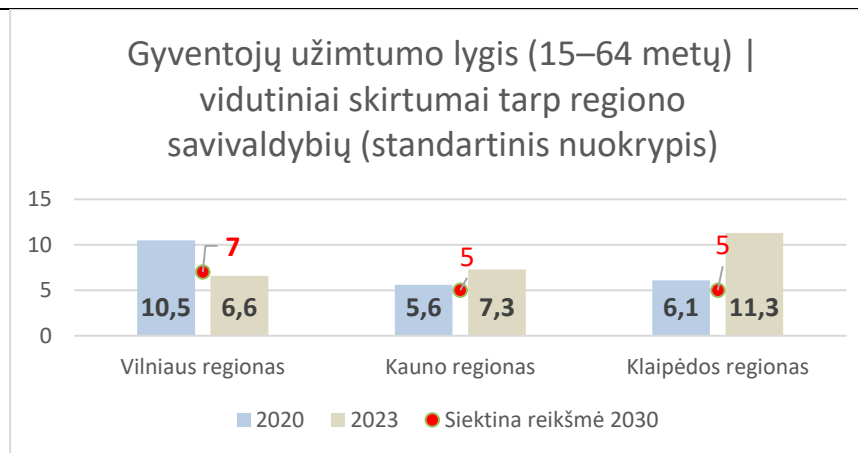 Gyventojų užimtumo lygis (15–64 metų) |
vidutiniai skirtumai tarp regiono
savivaldybių (standartinis nuokrypis)
15
10
5
0
7
5
5
10,5
6,6
5,6
7,3
6,1
11,3
Vilniaus regionas
Kauno regionas
Klaipėdos regionas
2020
2023
Siektina reikšmė 2030